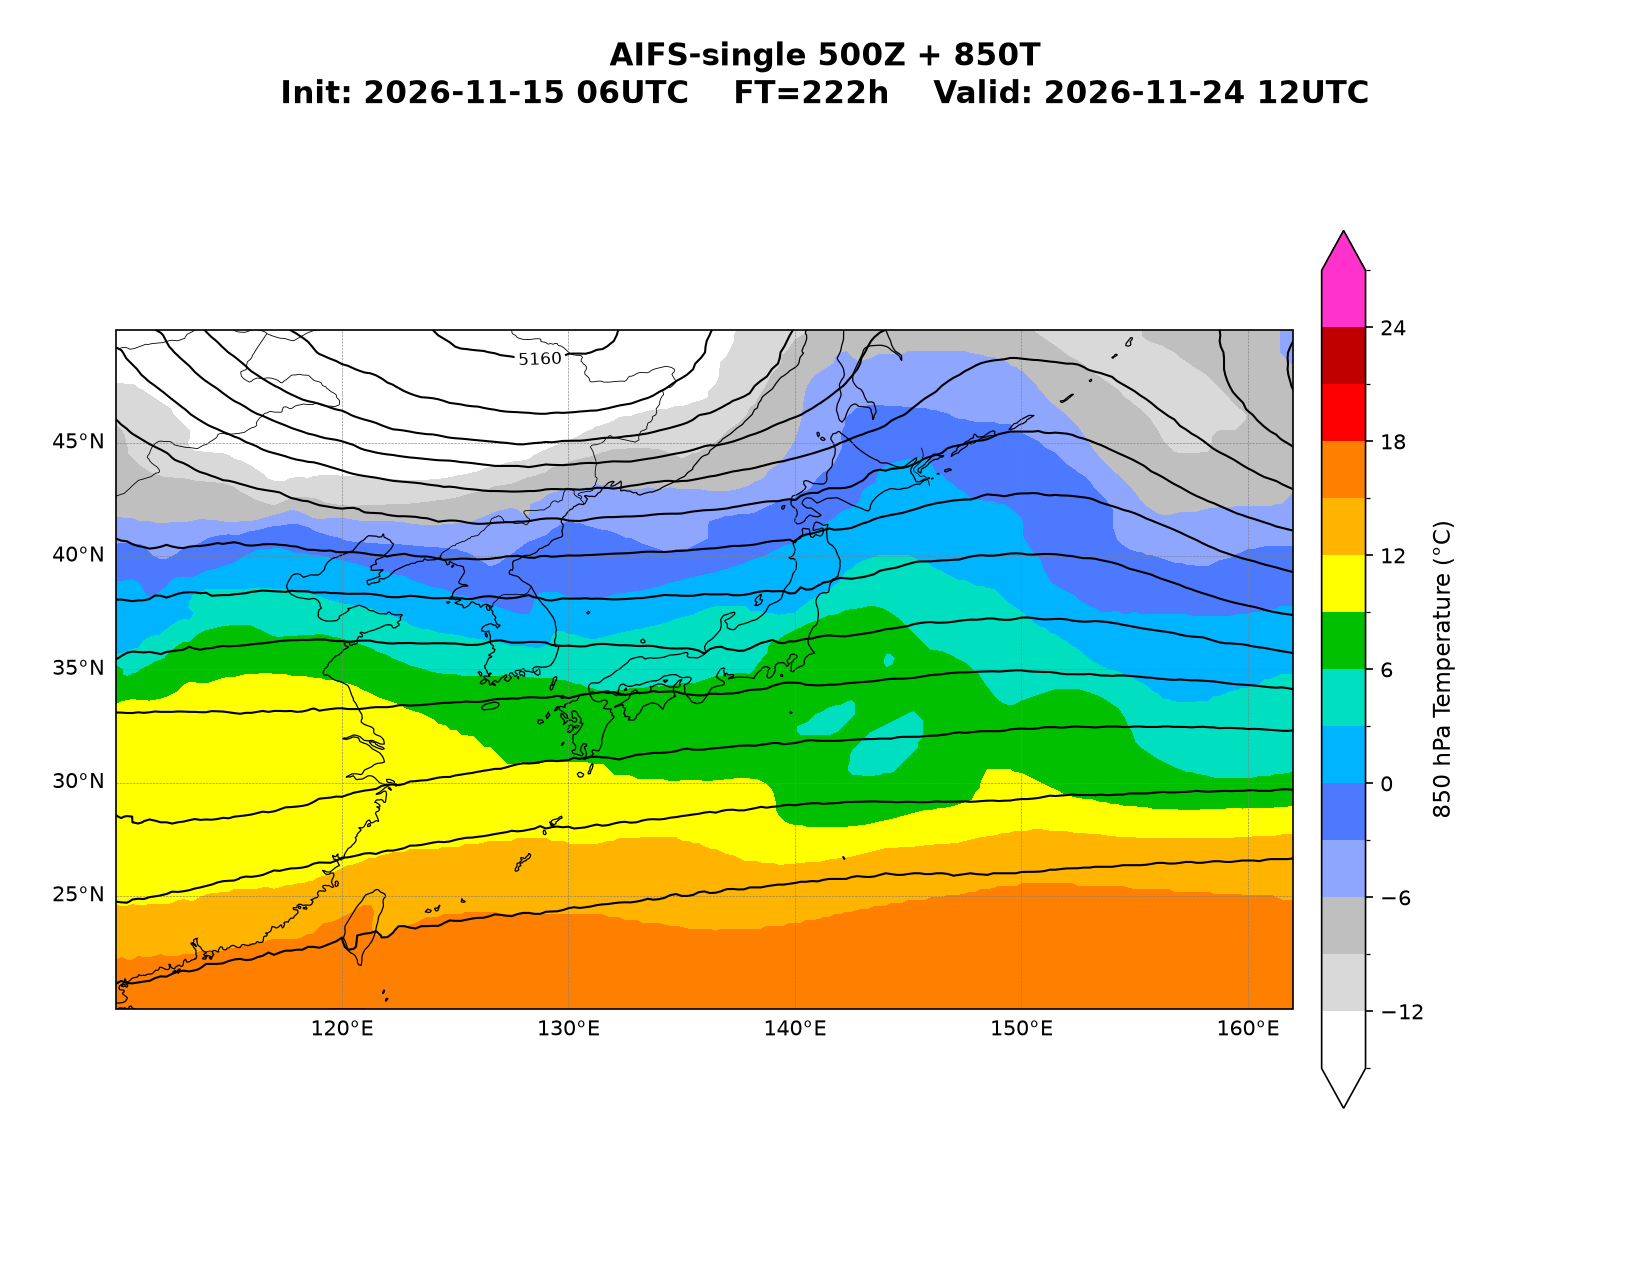 AIFS-single 500Z + 850T
Init: 2026-11-15 06UTC    FT=222h    Valid: 2026-11-24 12UTC
5160
45°N
40°N
35°N
30°N
25°N
120°E
130°E
140°E
150°E
160°E
24
18
12
6
0
−6
−12
850 hPa Temperature (°C)